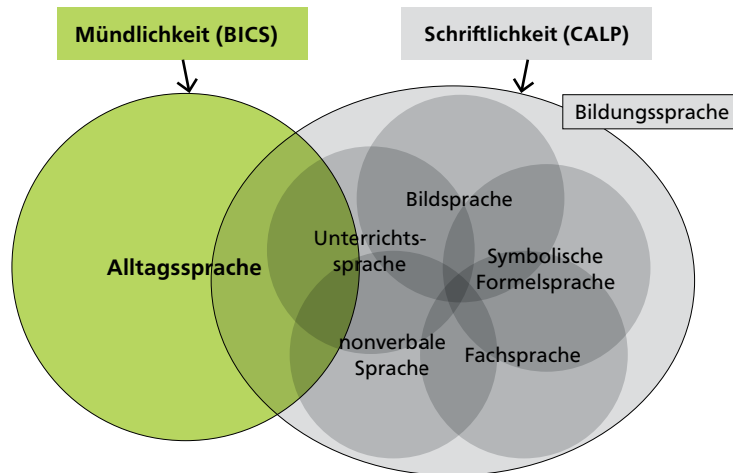 Mündlichkeit (BICS)
Schriftlichkeit (CALP)
Bildungssprache
Bildsprache
Unterrichts-
sprache
Alltagssprache
Symbolische
Formelsprache
nonverbale
Sprache
Fachsprache